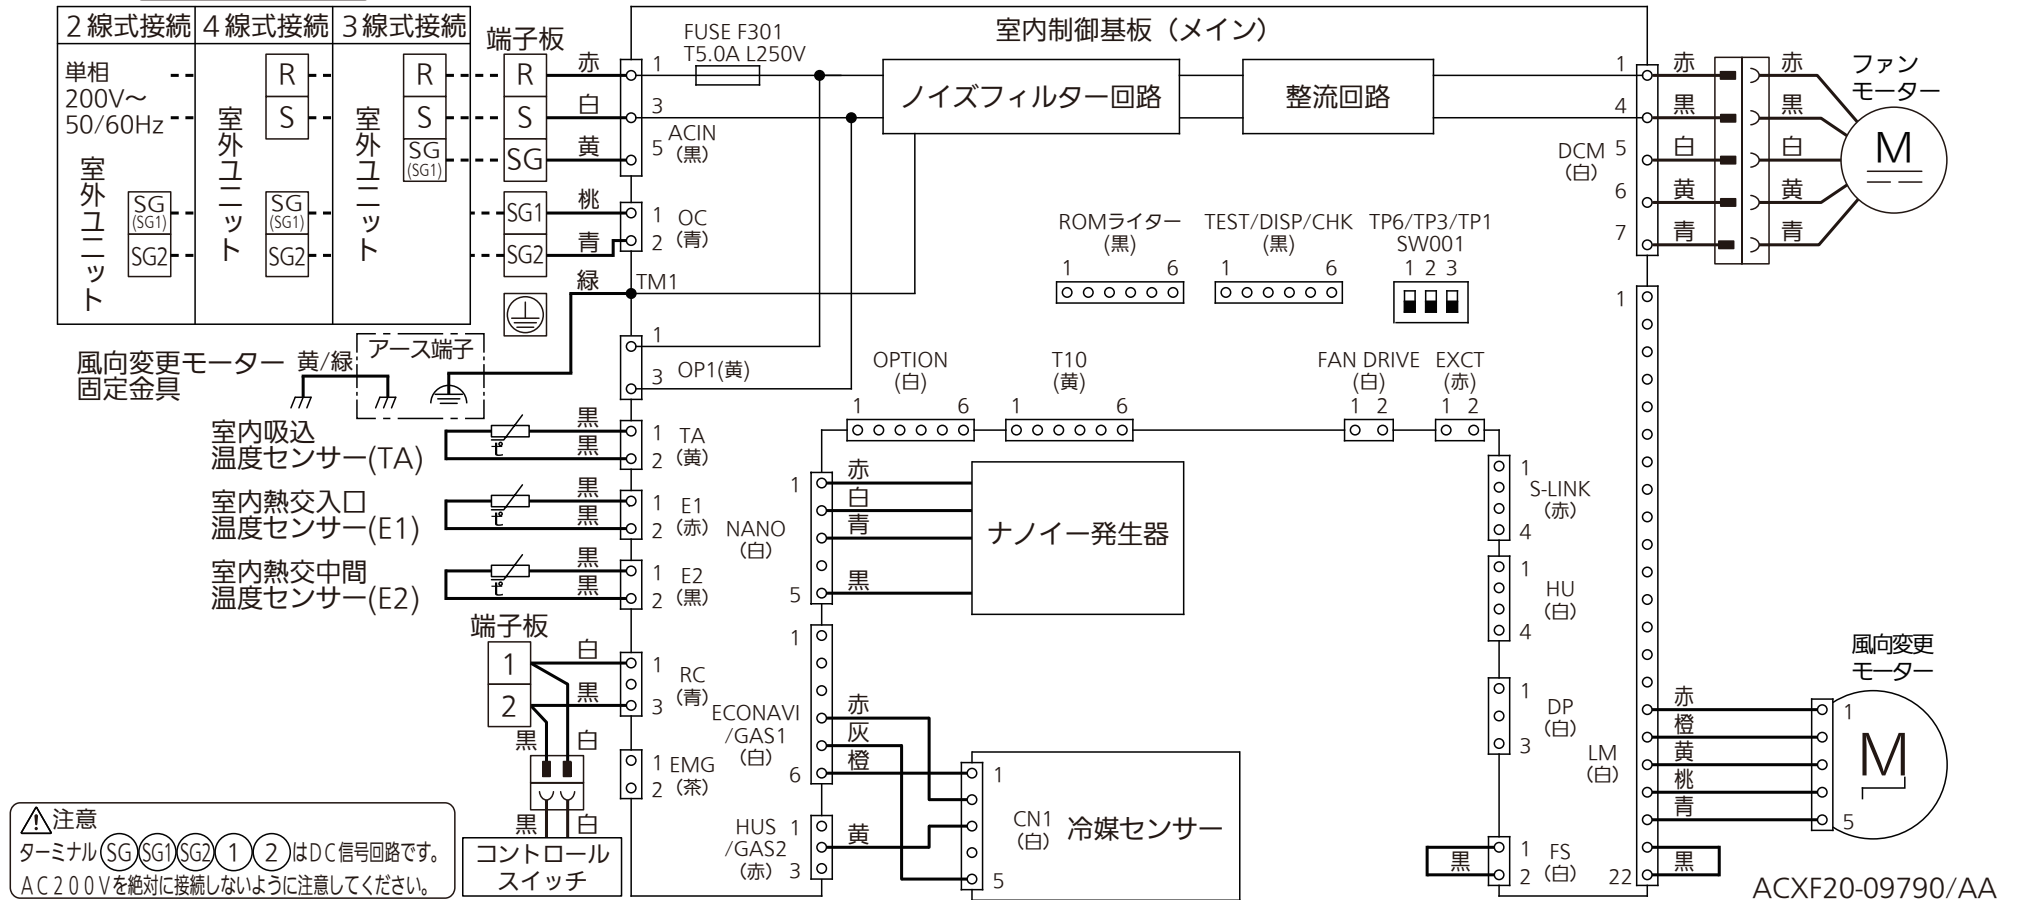 2線式接続 4線式接続 3線式接続
端子板
単相
200V～
50/60Hz
室外ユニット
SG
(SG1)
SG2
R
S
室外ユニット
SG
(SG1)
SG2
R
S
SG
(SG1)
室外ユニット
R
S
SG
SG1
SG2
赤
白
黄
桃
青
緑
1
3
5
ACIN
(黒)
1
2
OC
(青)
TM1
1
3
OP1(黄)
FUSE F301
T5.0A L250V
室内制御基板（メイン）
ノイズフィルター回路
整流回路
1
4
5
6
7
DCM
(白)
赤
黒
白
黄
青
赤
黒
白
黄
青
ファン
モーター
M
ROMライター
(黒)
1 6
TEST/DISP/CHK
(黒)
1 6
TP6/TP3/TP1
SW001
1 2 3
風向変更モーター
固定金具
黄/緑
アース端子
OPTION
(白)
1 6
T10
(黄)
1 6
FAN DRIVE
(白)
1 2
EXCT
(赤)
1 2
室内吸込
温度センサー(TA)
黒
黒
1
2
TA
(黄)
室内熱交入口
温度センサー(E1)
黒
黒
1
2
E1
(赤)
室内熱交中間
温度センサー(E2)
黒
黒
1
2
E2
(黒)
NANO
(白)
1
5
赤
白
青
黒
ナノイー発生器
1
S-LINK
(赤)
4
1
HU
(白)
4
1
DP
(白)
3
端子板
1
2
白
黒
1
3
RC
(青)
黒
白
1
2
EMG
(茶)
黒
白
コントロール
スイッチ
1
ECONAVI
/GAS1
(白)
6
赤
灰
橙
HUS
/GAS2
(赤)
1
3
黄
1
CN1
(白)
5
冷媒センサー
1
LM
(白)
22
赤
橙
黄
桃
青
1
5
風向変更
モーター
M
黒
1
2
FS
(白)
黒
注意
ターミナルSG SG1 SG2 1 2はDC信号回路です。
AC200Vを絶対に接続しないように注意してください。
ACXF20-09790/AA